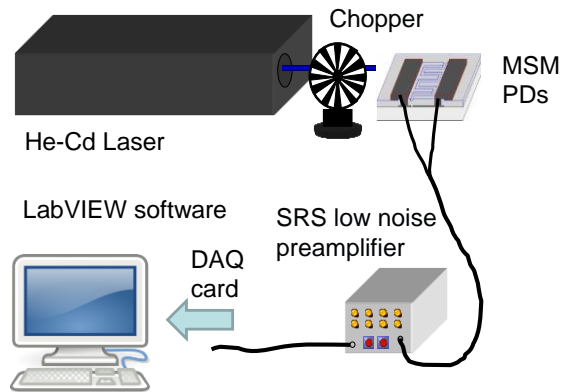 Chopper
MSM
PDs
He-Cd Laser
LabVIEW software
SRS low noise
preamplifier
DAQ
card